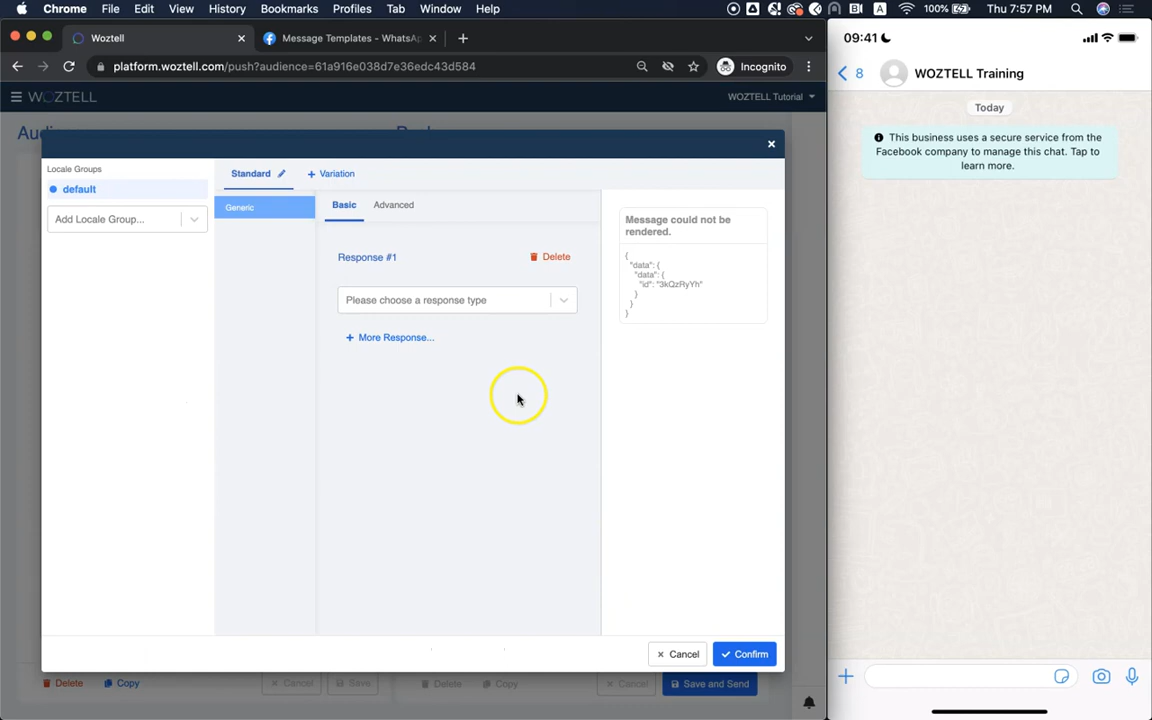 Chrome File Edit View History Bookmarks Profiles Tab Window Help 100% Thu 7:57 PM
Woztell
Message Templates - WhatsA
platform.woztell.com/push?audience=61a916e038d7e36edc43d584
Incognito
WOZTELL
WOZTELL Tutorial
Locale Groups
default
Add Locale Group...
Standard
+ Variation
Generic
Basic
Advanced
Response #1
Delete
Please choose a response type
+ More Response...
Message could not be
rendered.
{
"data": {
"data": {
"id": "3kQzRyYh"
}
}
}
× Cancel
Confirm
Delete
Copy
Cancel
Save
Delete
Copy
Cancel
Save and Send
09:41
8
WOZTELL Training
Today
This business uses a secure service from the
Facebook company to manage this chat. Tap to
learn more.